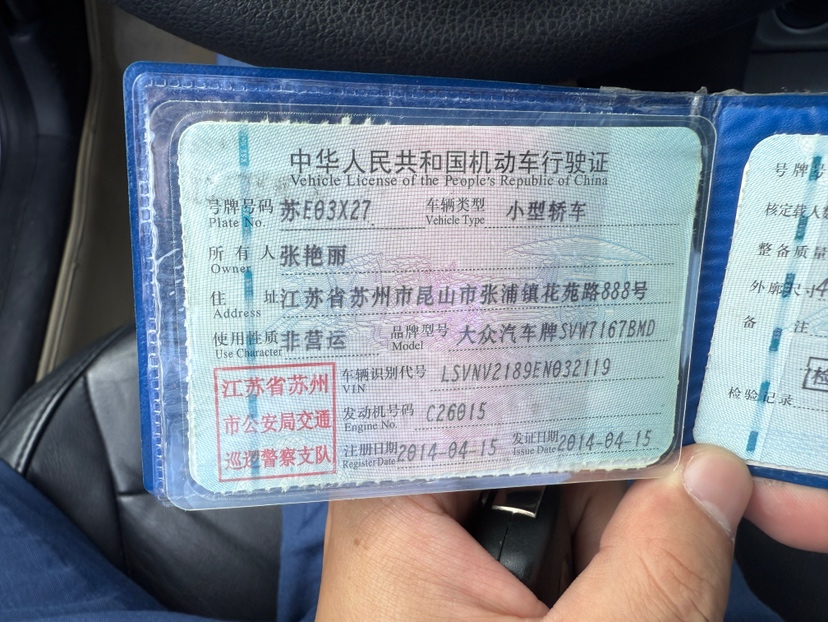 中华人民共和国机动车行驶证
Vehicle License of the People's Republic of China
号牌号码 苏E03X27 车辆类型 小型轿车
Plate No. Vehicle Type
所有人 张艳丽
Owner
住址 江苏省苏州市昆山市张浦镇花苑路888号
Address
使用性质 非营运 品牌型号 大众汽车牌SVW7167BMD
Use Character Model
车辆识别代号 LSVNV2189EN032119
VIN
发动机号码 C26015
Engine No.
注册日期 2014-04-15 发证日期 2014-04-15
Register Date Issue Date
江苏省苏州
市公安局交通
巡逻警察支队
号牌号
核定载人数
整备质量
外廓尺寸 4
备注
检
检验记录